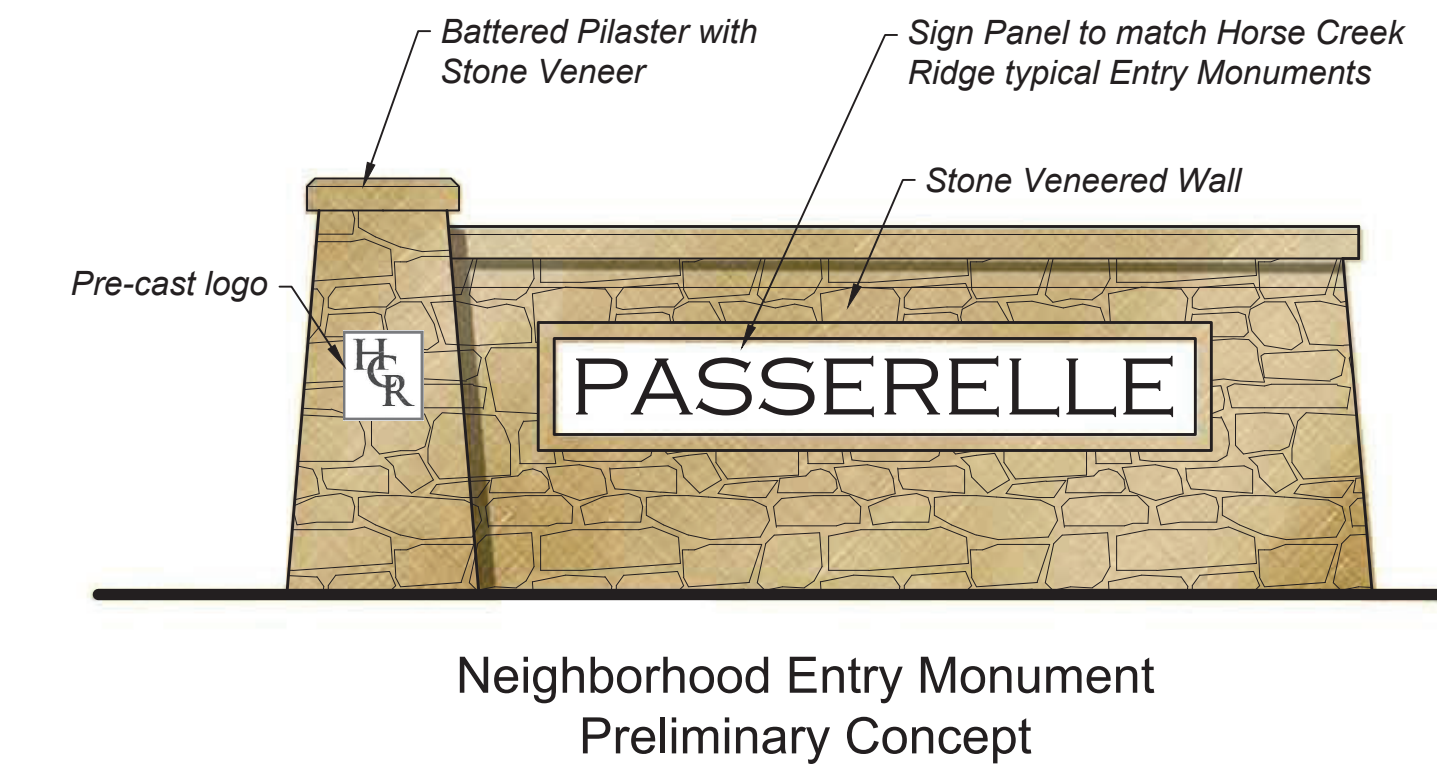 Battered Pilaster with
Stone Veneer
Sign Panel to match Horse Creek
Ridge typical Entry Monuments
Stone Veneered Wall
Pre-cast logo
HCR
PASSERELLE
Neighborhood Entry Monument
Preliminary Concept